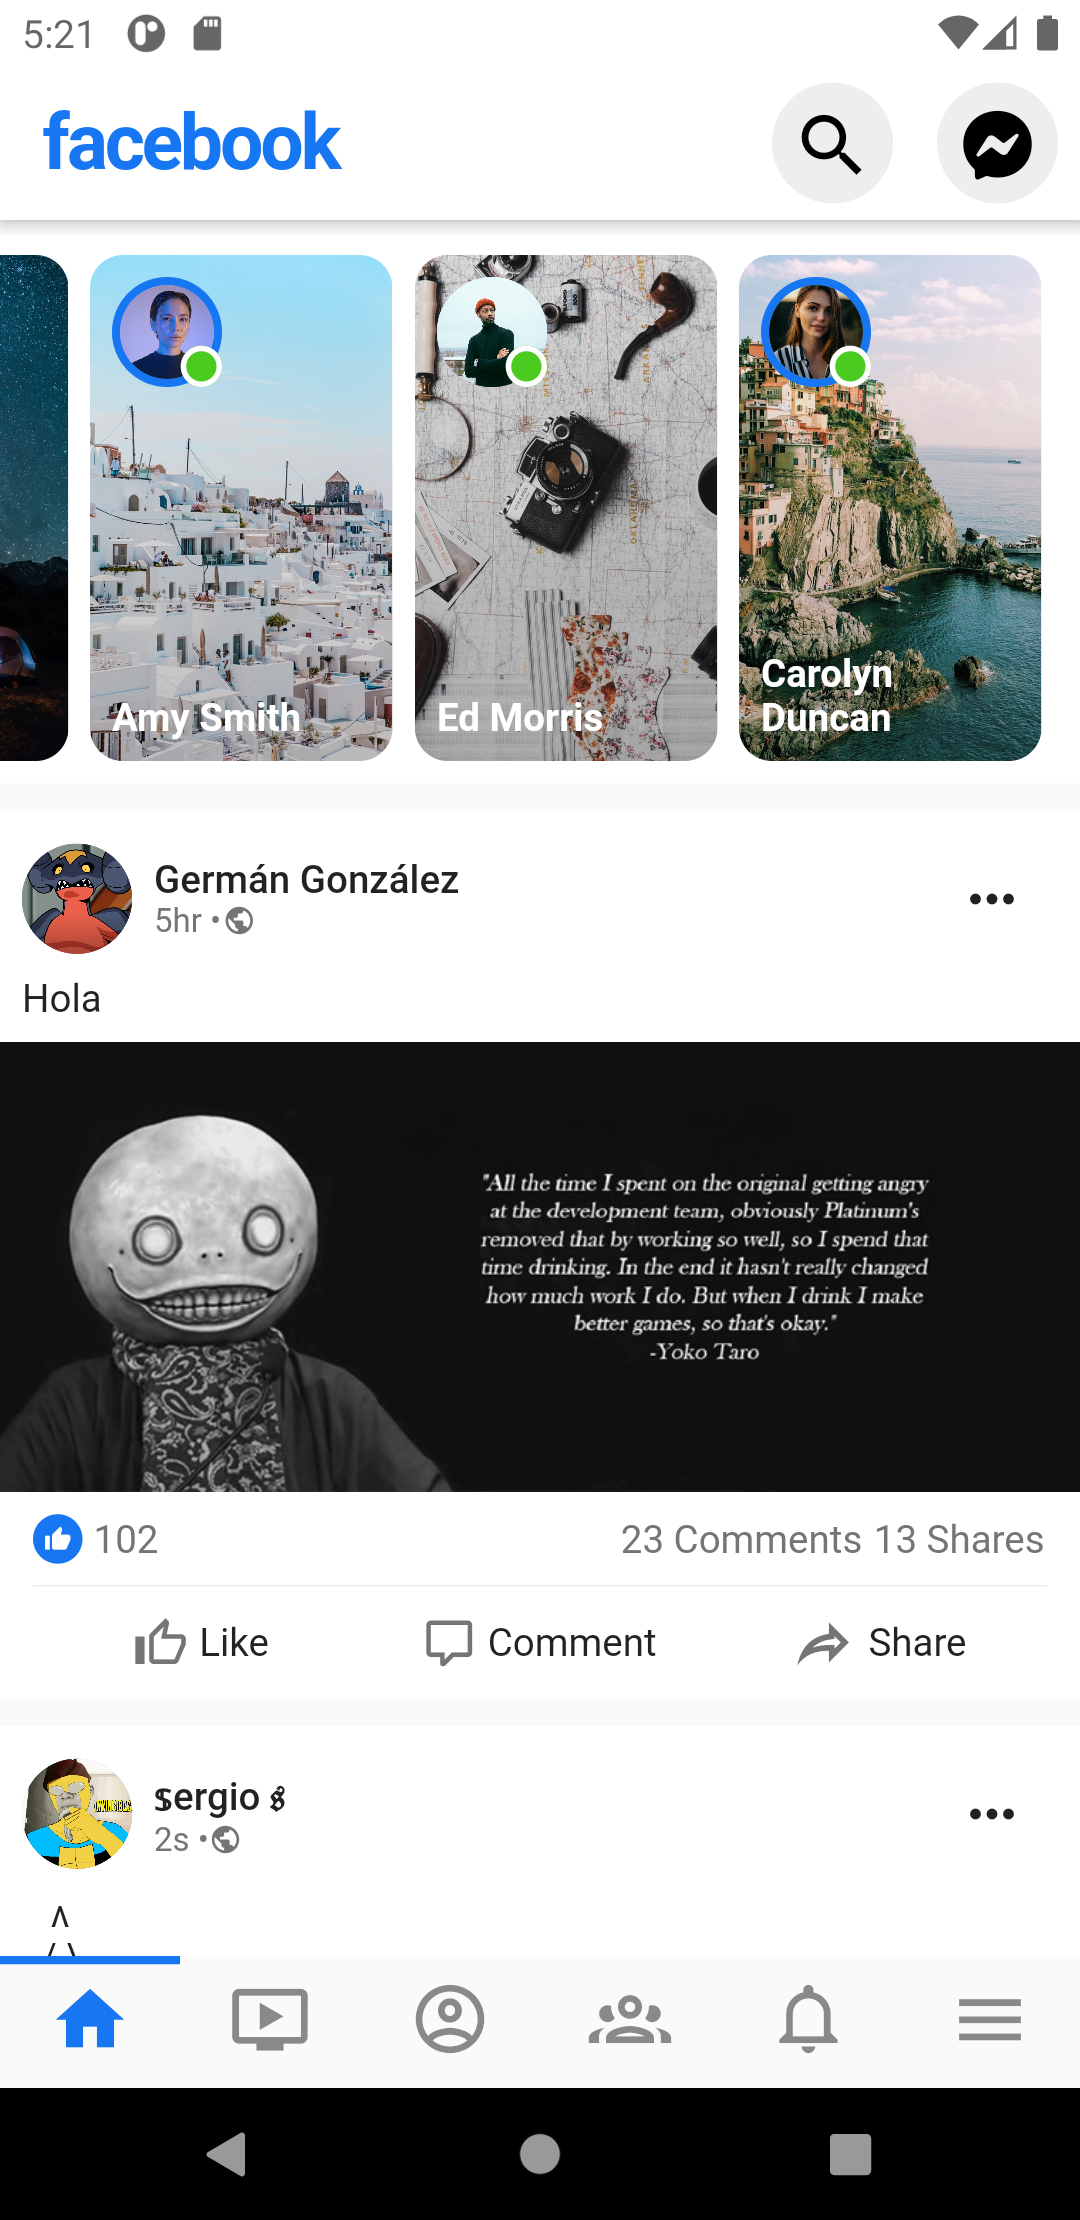 5:21
facebook
Amy Smith
Ed Morris
Carolyn
Duncan
Germán González
5hr •
Hola
"All the time I spent on the original getting angry
at the development team, obviously Platinum's
removed that by working so well, so I spend that
time drinking. In the end it hasn't really changed
how much work I do. But when I drink I make
better games, so that's okay."
-Yoko Taro
102
23 Comments 13 Shares
Like
Comment
Share
$ergio 𝓈
2s •